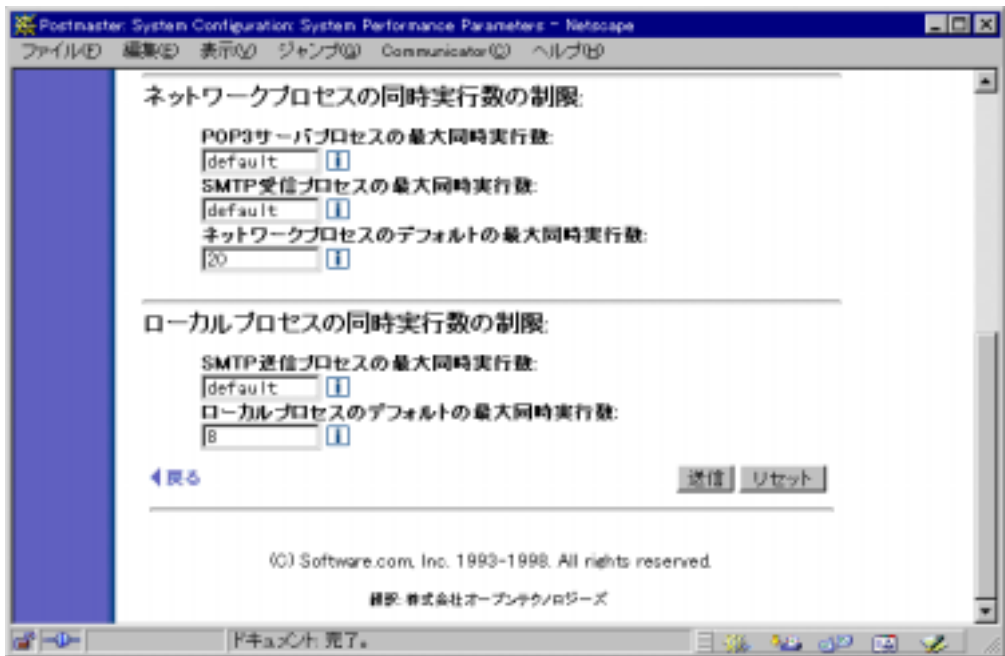 Postmaster: System Configuration: System Performance Parameters - Netscape
ファイル(F) 編集(E) 表示(V) ジャンプ(G) Communicator(C) ヘルプ(H)
ネットワークプロセスの同時実行数の制限:
POP3サーバプロセスの最大同時実行数:
default
SMTP受信プロセスの最大同時実行数:
default
ネットワークプロセスのデフォルトの最大同時実行数:
20
ローカルプロセスの同時実行数の制限:
SMTP送信プロセスの最大同時実行数:
default
ローカルプロセスのデフォルトの最大同時実行数:
8
戻る 送信 リセット
(C) Software.com, Inc. 1993-1998. All rights reserved.
翻訳: 株式会社オープンテクノロジーズ
ドキュメント: 完了。